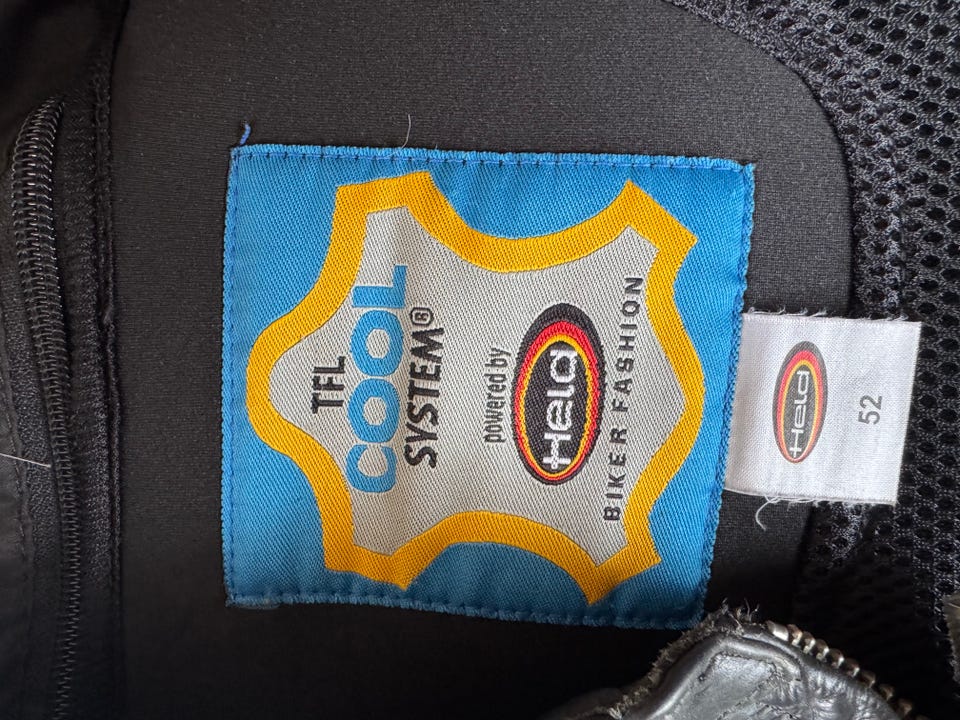 TFL
COOL
SYSTEM®
powered by
Held
BIKER FASHION
Held
52